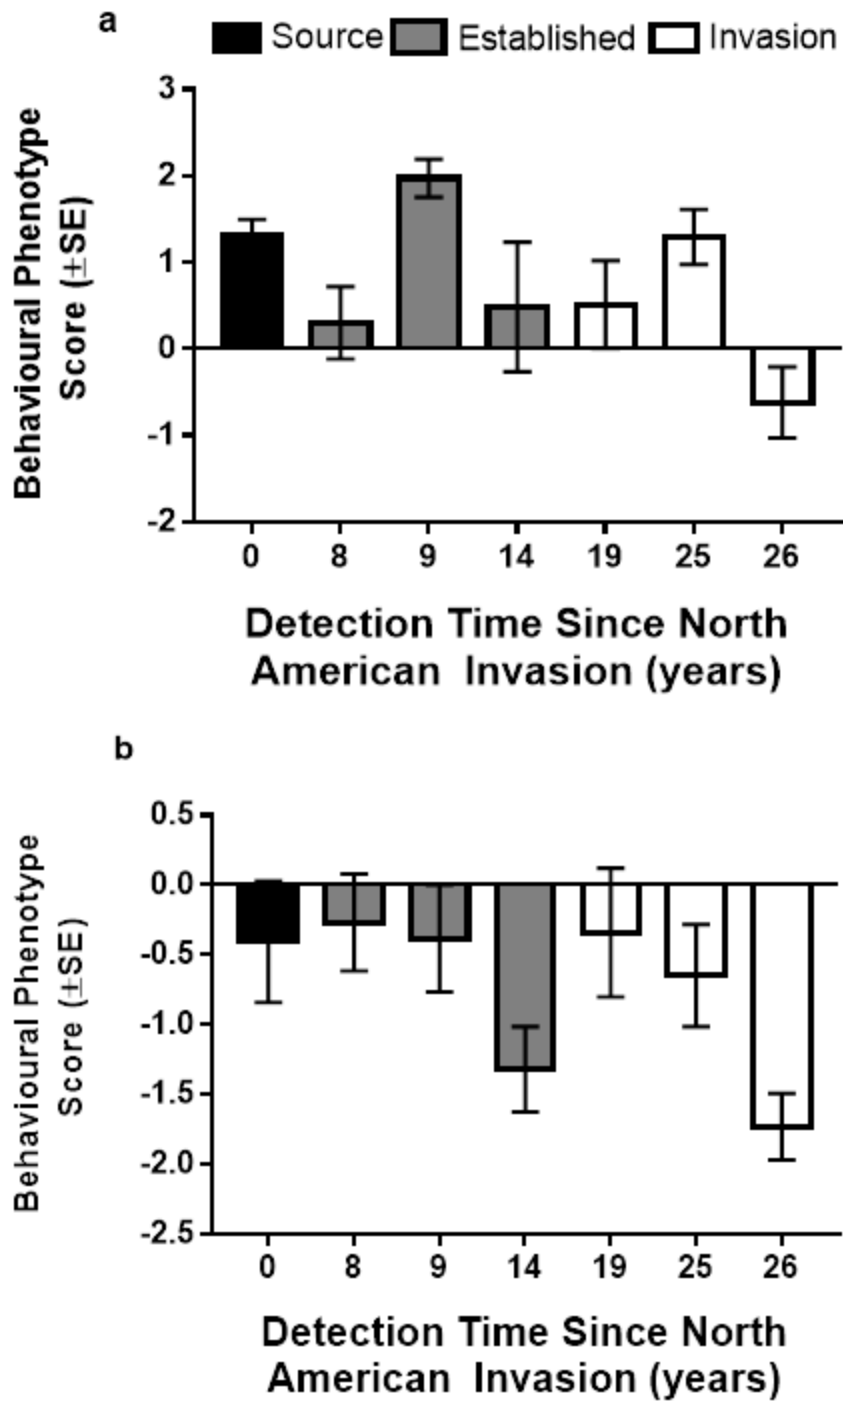 a
Source Established Invasion
Behavioural Phenotype
Score (±SE)
3
2
1
0
-1
-2
0 8 9 14 19 25 26
Detection Time Since North
American Invasion (years)
b
Behavioural Phenotype
Score (±SE)
0.5
0.0
-0.5
-1.0
-1.5
-2.0
-2.5
0 8 9 14 19 25 26
Detection Time Since North
American Invasion (years)